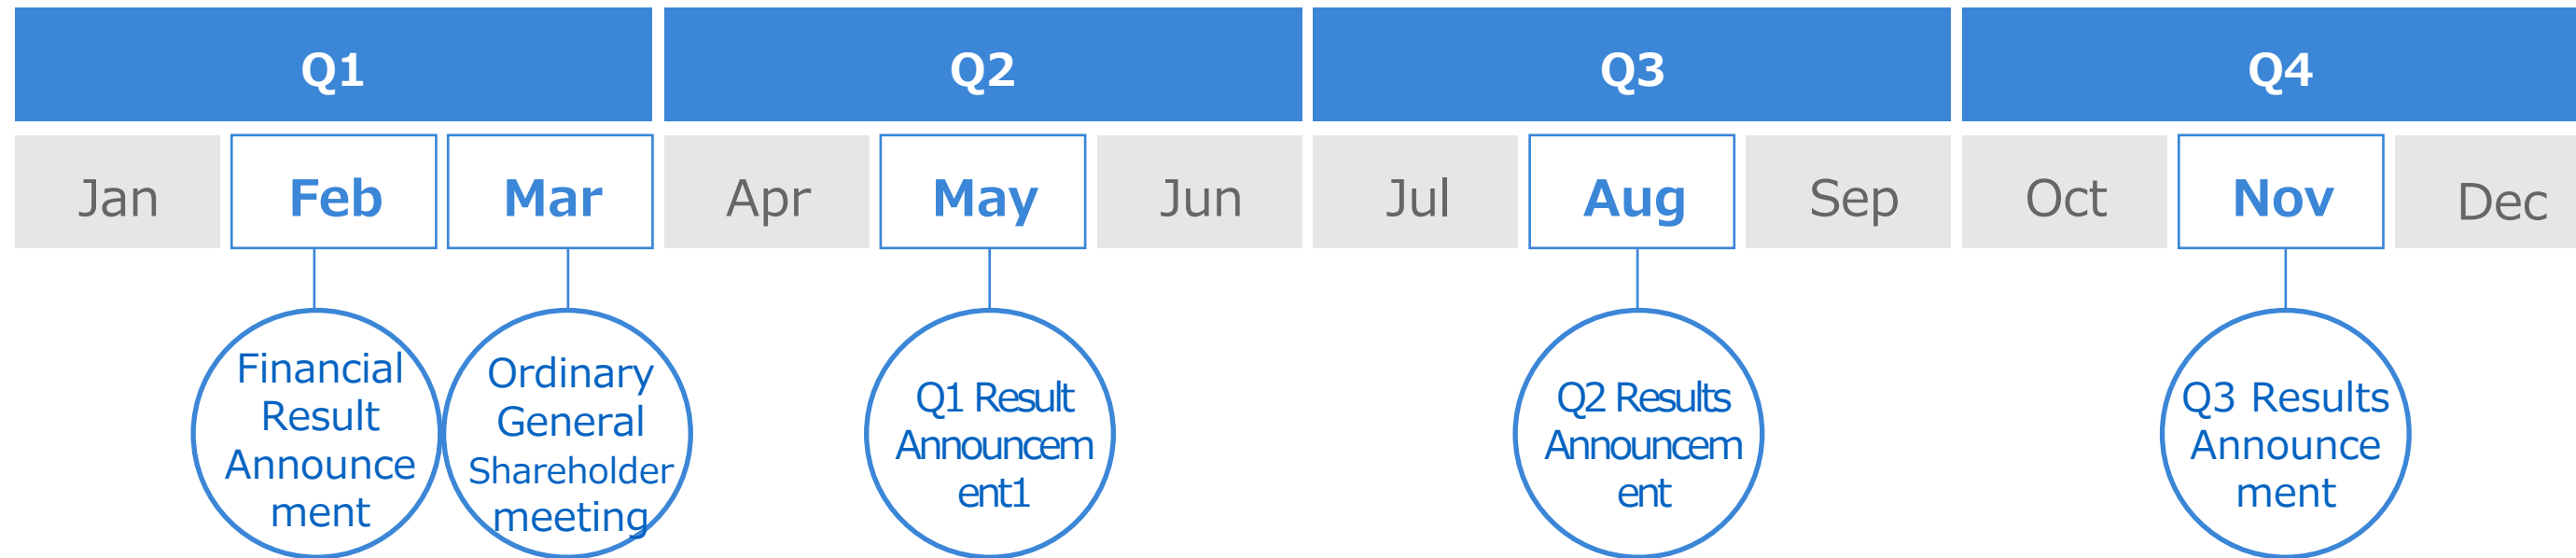 Q1
Q2
Q3
Q4
Jan
Feb
Mar
Apr
May
Jun
Jul
Aug
Sep
Oct
Nov
Dec
Financial
Result
Announce
ment
Ordinary
General
Shareholder
meeting
Q1 Result
Announcem
ent1
Q2 Results
Announcem
ent
Q3 Results
Announce
ment